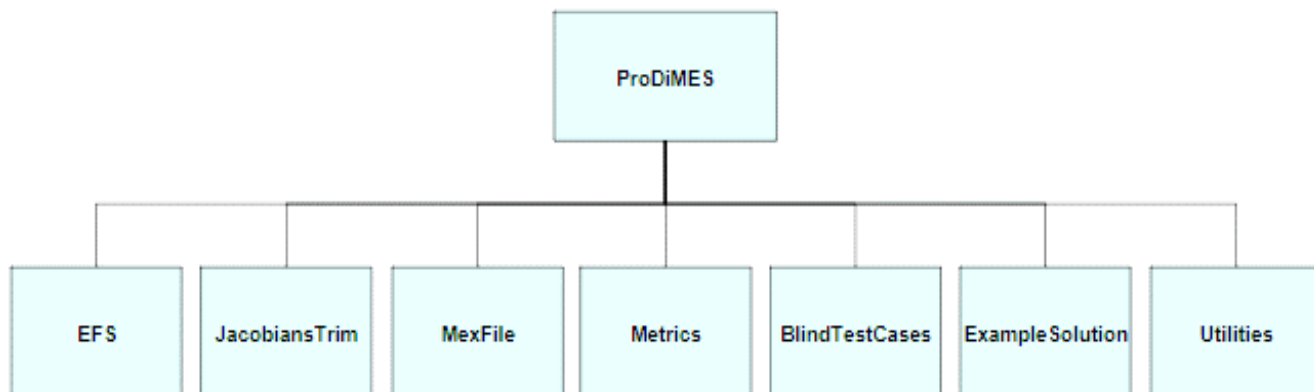 ProDiMES
EFS
JacobiansTrim
MexFile
Metrics
BlindTestCases
ExampleSolution
Utilities